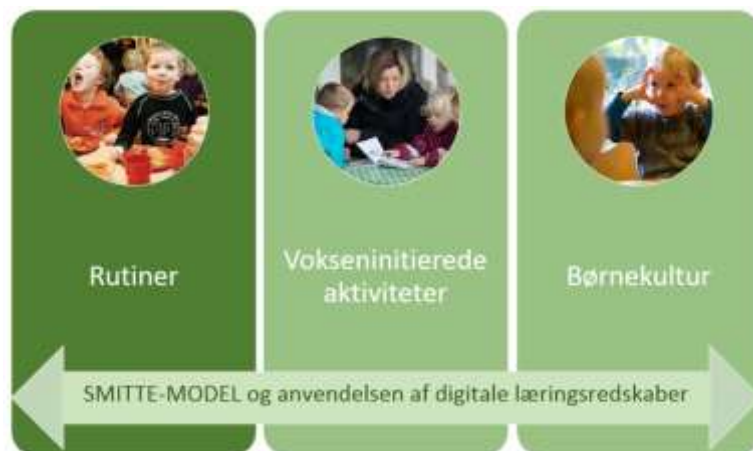 Rutiner
Vokseninitierede
aktiviteter
Børnekultur
SMITTE-MODEL og anvendelsen af digitale læringsredskaber